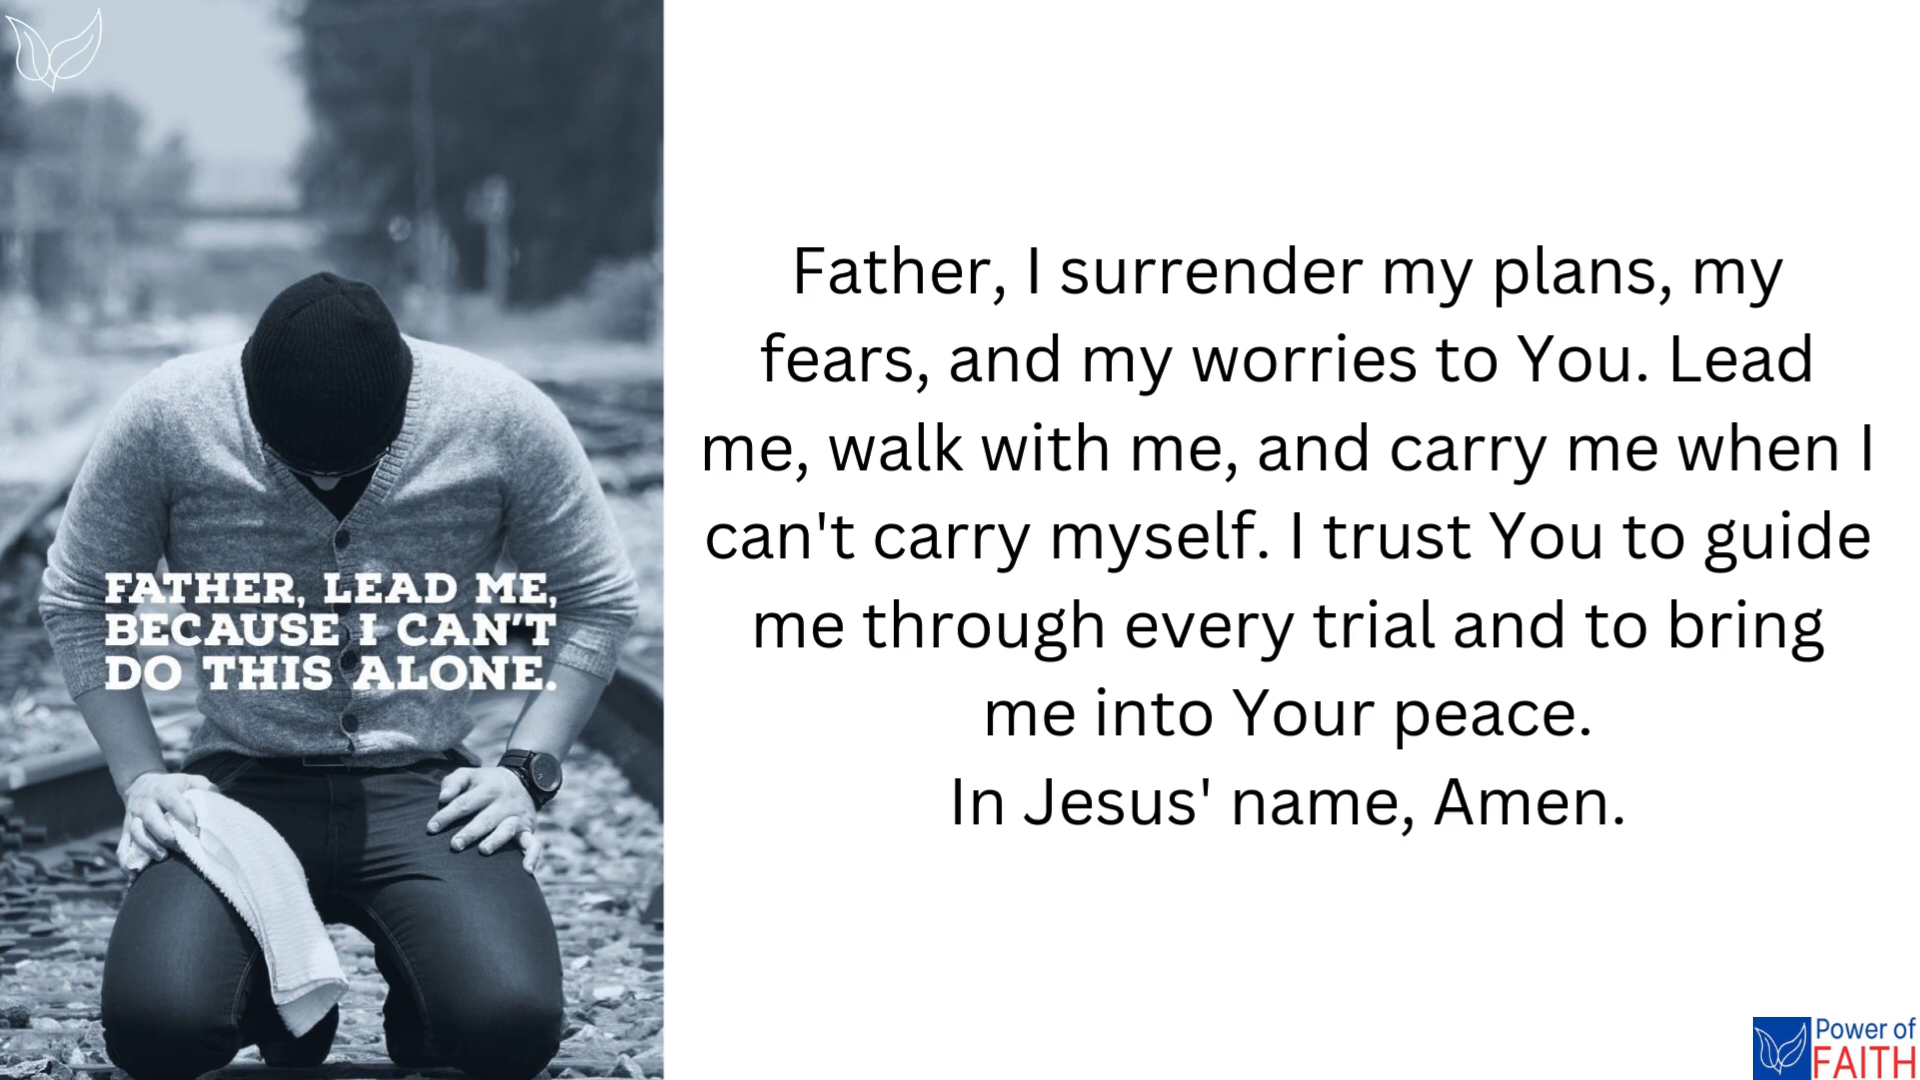 FATHER, LEAD ME,
BECAUSE I CAN'T
DO THIS ALONE.
Father, I surrender my plans, my
fears, and my worries to You. Lead
me, walk with me, and carry me when I
can't carry myself. I trust You to guide
me through every trial and to bring
me into Your peace.
In Jesus' name, Amen.
Power of
FAITH